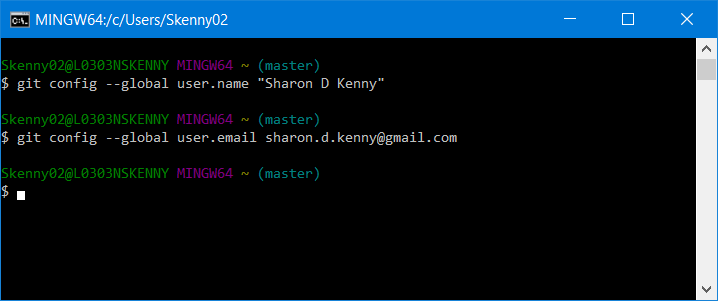 MINGW64:/c/Users/Skenny02
Skenny02@L0303NSKENNY MINGW64 ~ (master)
$ git config --global user.name "Sharon D Kenny"
Skenny02@L0303NSKENNY MINGW64 ~ (master)
$ git config --global user.email sharon.d.kenny@gmail.com
Skenny02@L0303NSKENNY MINGW64 ~ (master)
$